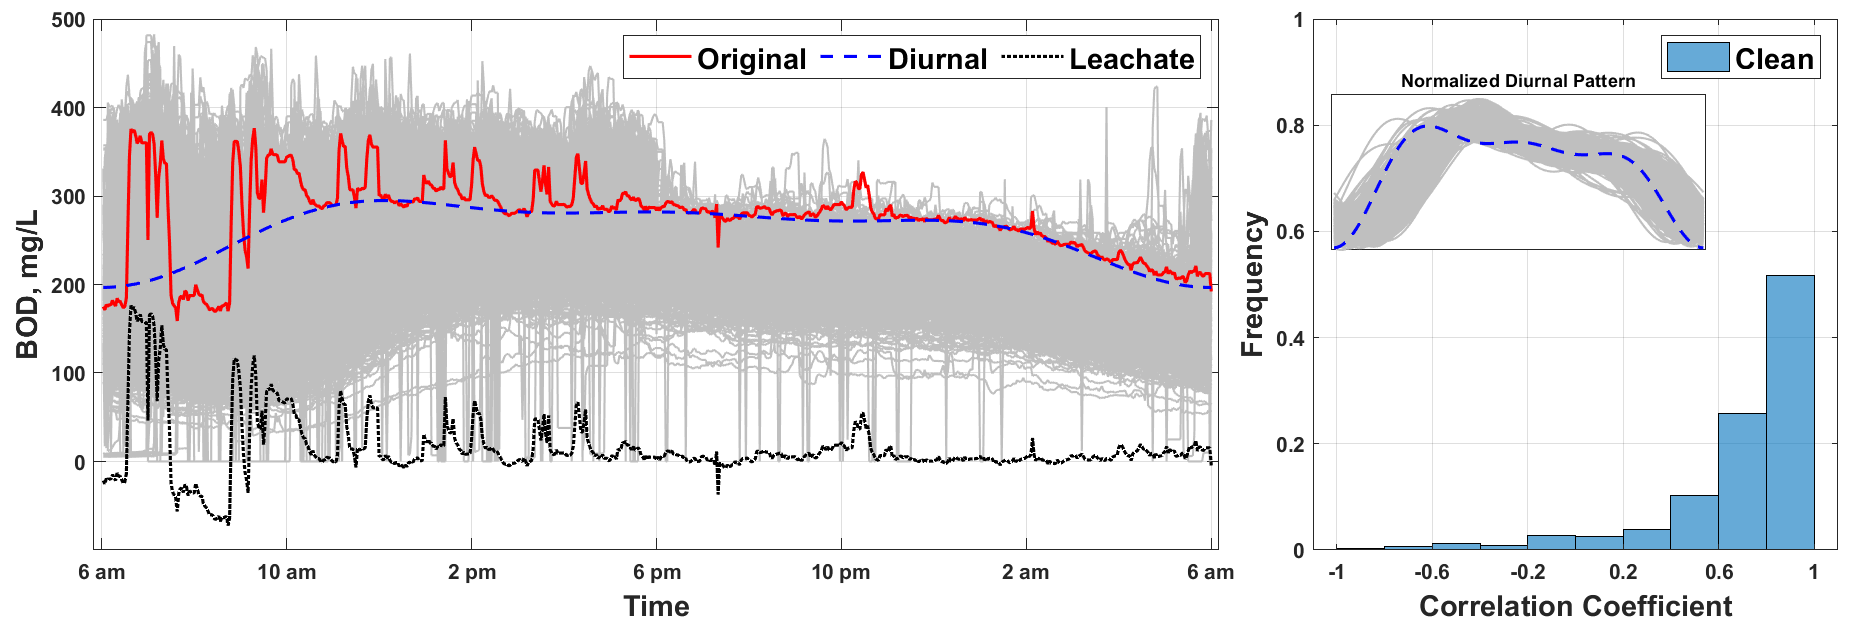 500
400
300
200
100
0
BOD, mg/L
Original
Diurnal
Leachate
6 am
10 am
2 pm
6 pm
10 pm
2 am
6 am
Time
1
0.8
0.6
0.4
0.2
0
Frequency
Clean
Normalized Diurnal Pattern
-1
-0.6
-0.2
0.2
0.6
1
Correlation Coefficient